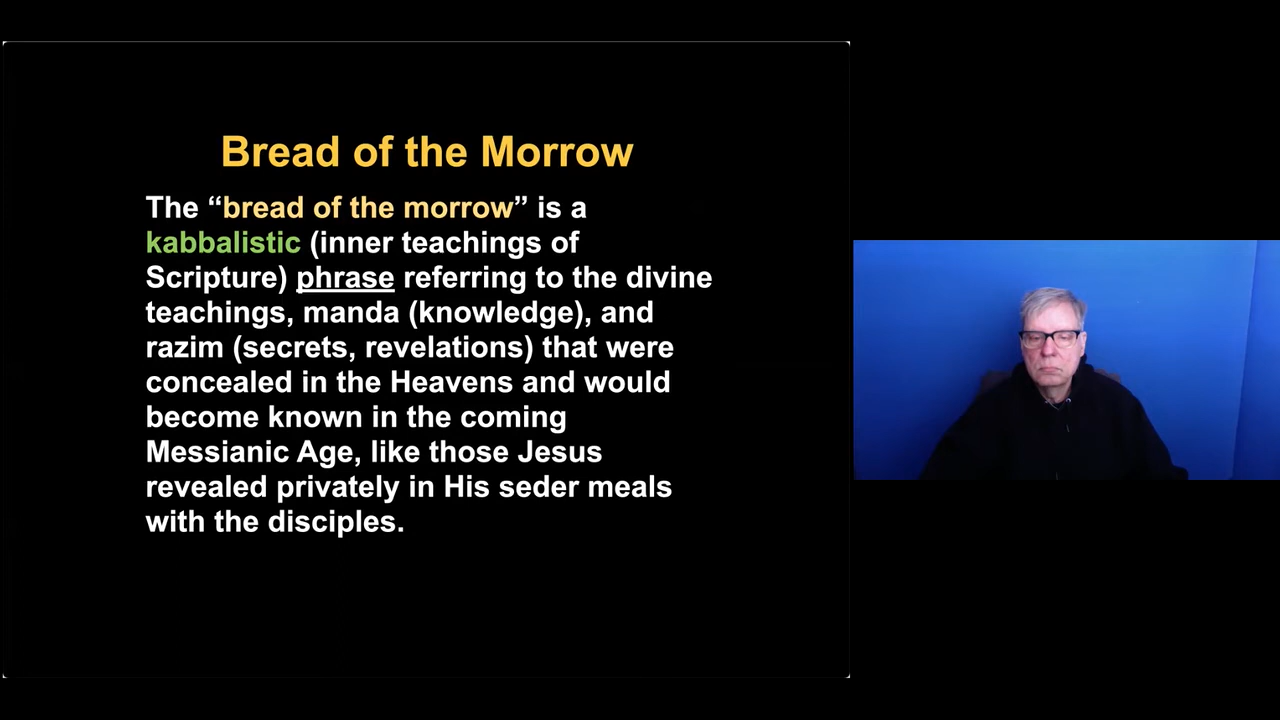 Bread of the Morrow
The “bread of the morrow” is a
kabbalistic (inner teachings of
Scripture) phrase referring to the divine
teachings, manda (knowledge), and
razim (secrets, revelations) that were
concealed in the Heavens and would
become known in the coming
Messianic Age, like those Jesus
revealed privately in His seder meals
with the disciples.